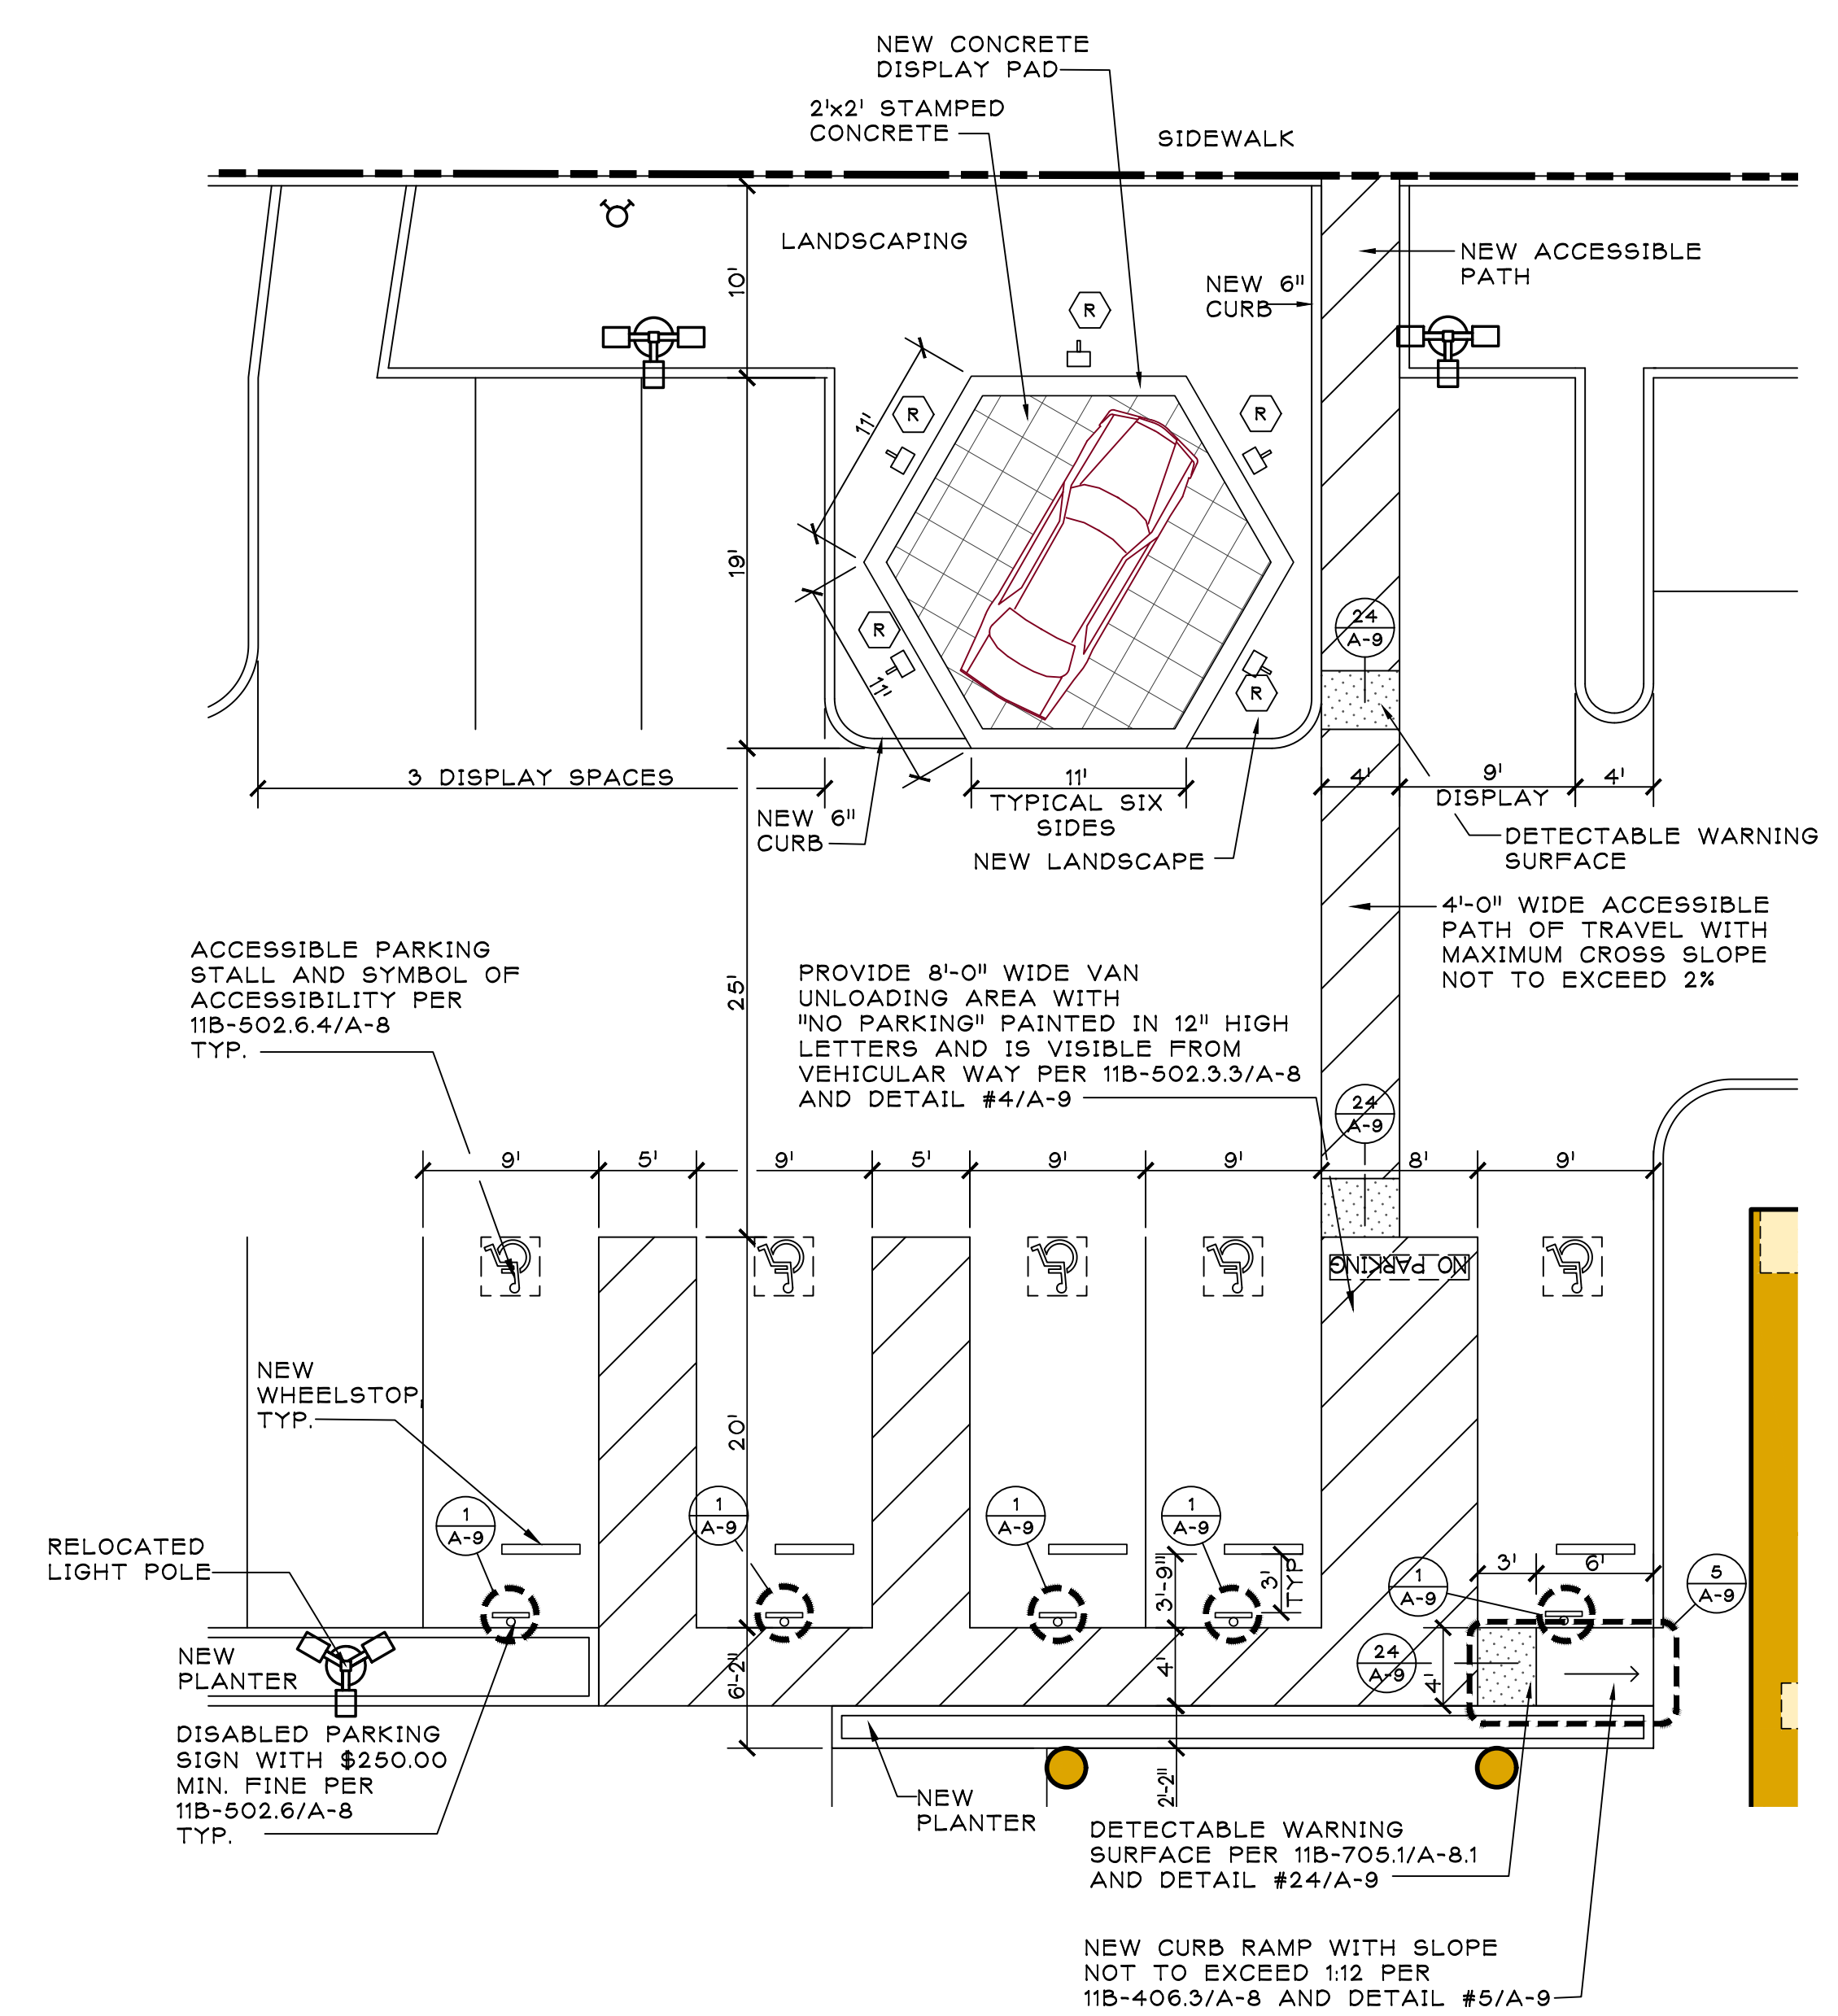 NEW CONCRETE
DISPLAY PAD
2'x2' STAMPED
CONCRETE
SIDEWALK
LANDSCAPING
NEW ACCESSIBLE
PATH
NEW 6"
CURB
10'
R
R
R
11'
19'
R
R
11'
24
A-9
3 DISPLAY SPACES
11'
TYPICAL SIX
SIDES
4'
9'
4'
DISPLAY
NEW 6"
CURB
NEW LANDSCAPE
DETECTABLE WARNING
SURFACE
4'-0" WIDE ACCESSIBLE
PATH OF TRAVEL WITH
MAXIMUM CROSS SLOPE
NOT TO EXCEED 2%
ACCESSIBLE PARKING
STALL AND SYMBOL OF
ACCESSIBILITY PER
11B-502.6.4/A-8
TYP.
25'
PROVIDE 8'-0" WIDE VAN
UNLOADING AREA WITH
"NO PARKING" PAINTED IN 12" HIGH
LETTERS AND IS VISIBLE FROM
VEHICULAR WAY PER 11B-502.3.3/A-8
AND DETAIL #4/A-9
24
A-9
9'
5'
9'
5'
9'
9'
8'
9'
NO PARKING
NEW
WHEELSTOP,
TYP.
20'
1
A-9
1
A-9
1
A-9
1
A-9
RELOCATED
LIGHT POLE
3'-9"
3'
TYP
1
A-9
3'
6'
5
A-9
NEW
PLANTER
6'-2"
4'
24
A-9
4'
DISABLED PARKING
SIGN WITH $250.00
MIN. FINE PER
11B-502.6/A-8
TYP.
2'-2"
NEW
PLANTER
DETECTABLE WARNING
SURFACE PER 11B-705.1/A-8.1
AND DETAIL #24/A-9
NEW CURB RAMP WITH SLOPE
NOT TO EXCEED 1:12 PER
11B-406.3/A-8 AND DETAIL #5/A-9